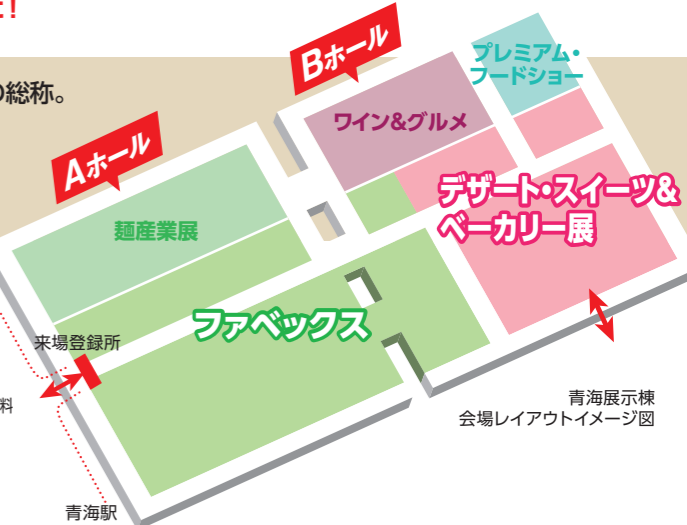 !
の総称。
Bホール
プレミアム・
フードショー
ワイン&グルメ
Aホール
デザート・スイーツ&
ベーカリー展
麺産業展
ファベックス
来場登録所
料
青海展示棟
会場レイアウトイメージ図
青海駅